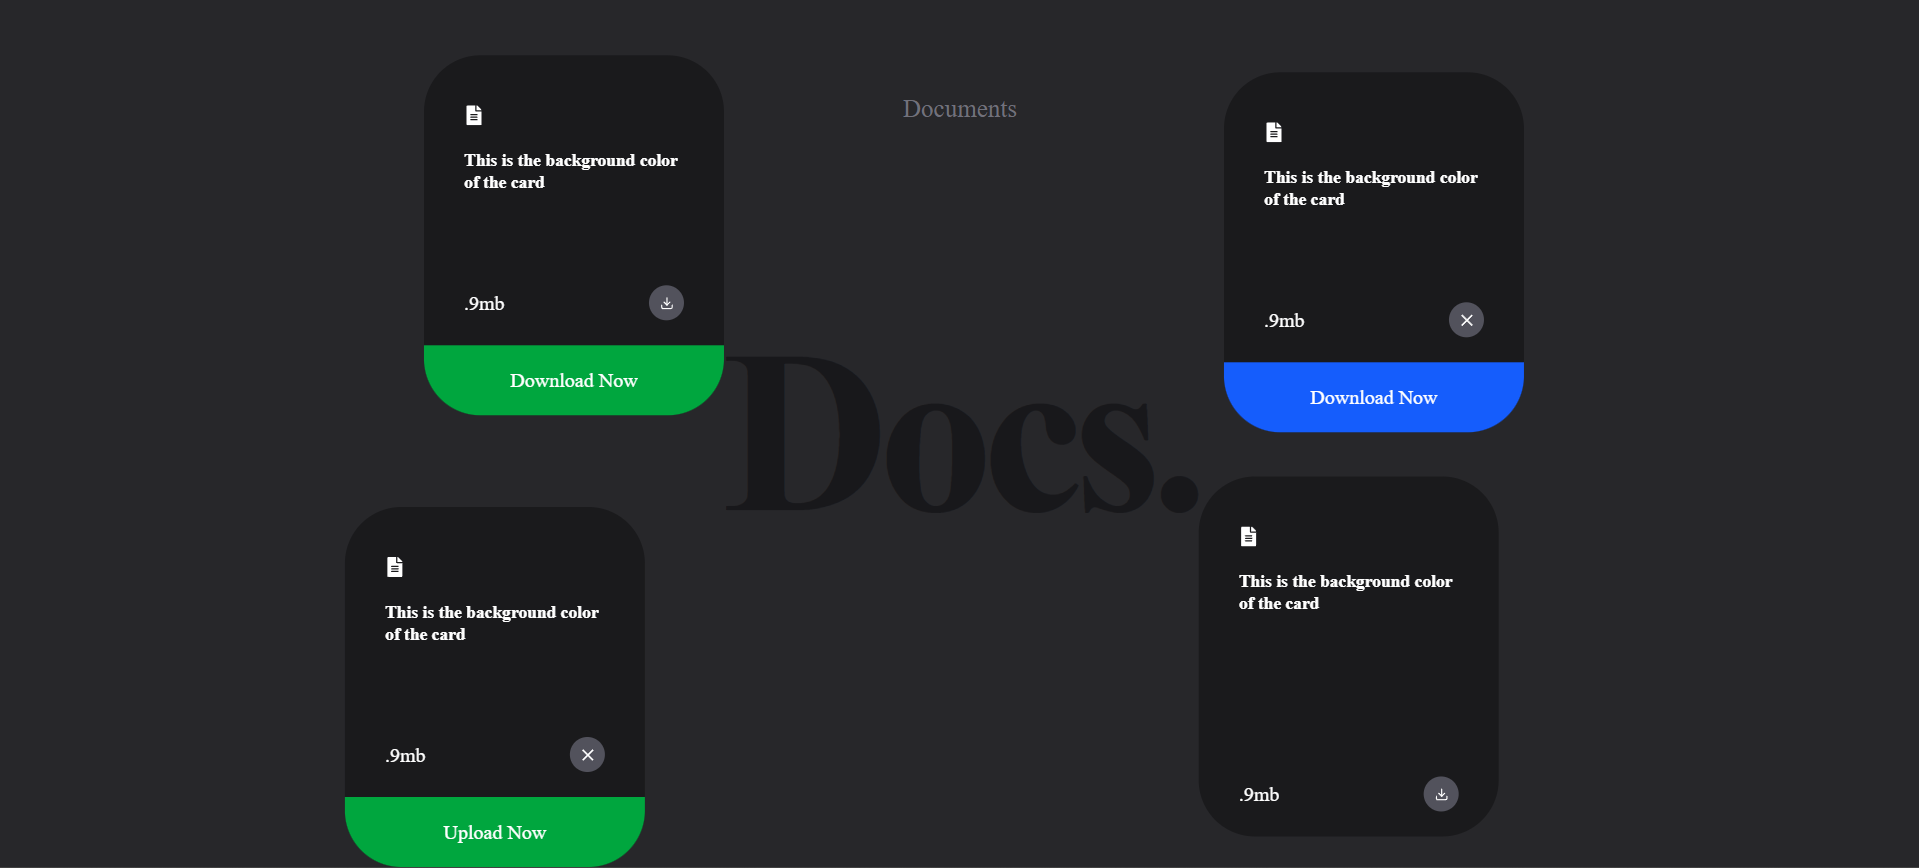 Documents
This is the background color
of the card
.9mb
Download Now
This is the background color
of the card
.9mb
Download Now
Docs.
This is the background color
of the card
.9mb
Upload Now
This is the background color
of the card
.9mb